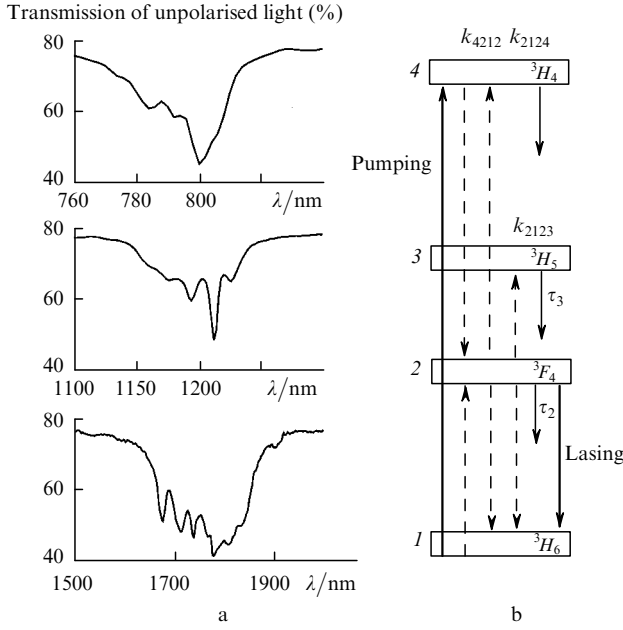 Transmission of unpolarised light (%)
80
60
40
760 780 800 λ/nm
80
60
40
1100 1150 1200 λ/nm
80
60
40
1500 1700 1900 λ/nm
a
k4212 k2124
4 ³H₄
Pumping
k2123
3 ³H₅
τ₃
2 ³F₄
τ₂
Lasing
1 ³H₆
b